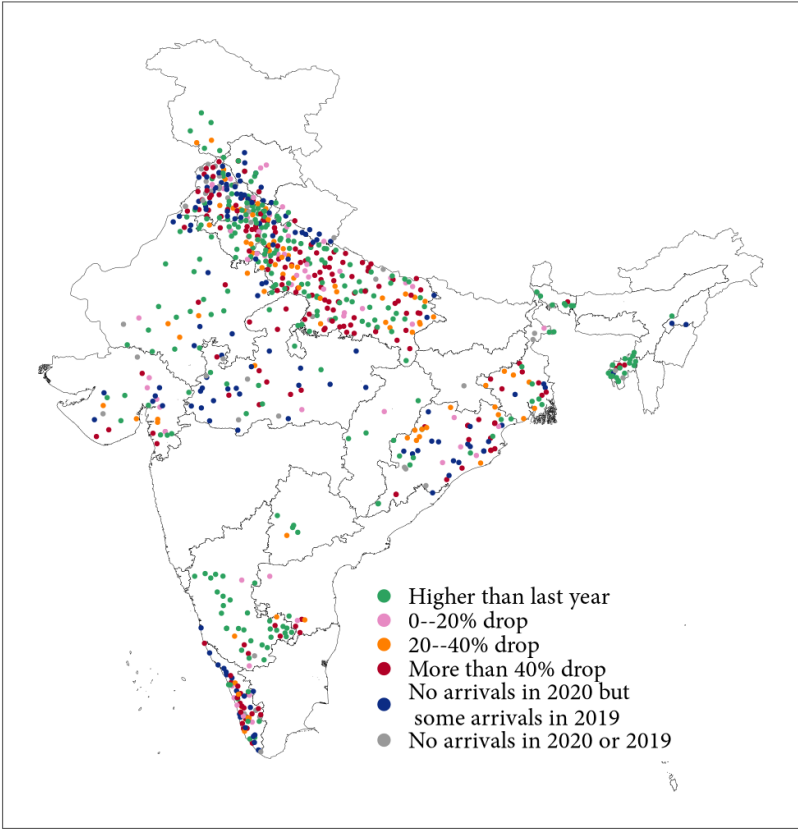 Higher than last year
0--20% drop
20--40% drop
More than 40% drop
No arrivals in 2020 but
some arrivals in 2019
No arrivals in 2020 or 2019